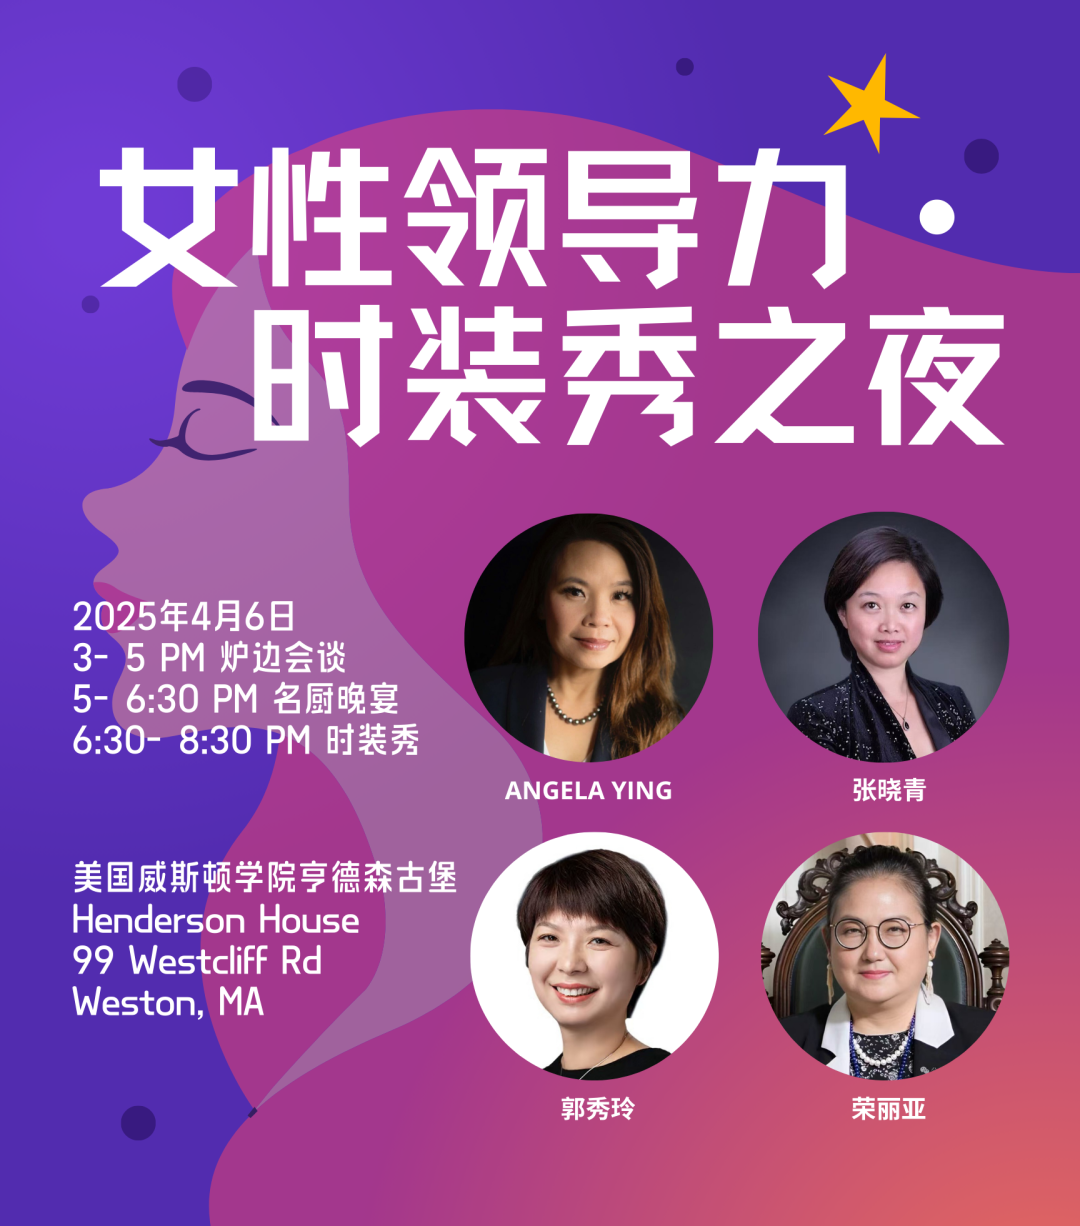 女性领导力·
时装秀之夜
2025年4月6日
3- 5 PM 炉边会谈
5- 6:30 PM 名厨晚宴
6:30- 8:30 PM 时装秀
美国威斯顿学院亨德森古堡
Henderson House
99 Westcliff Rd
Weston, MA
ANGELA YING
张晓青
郭秀玲
荣丽亚